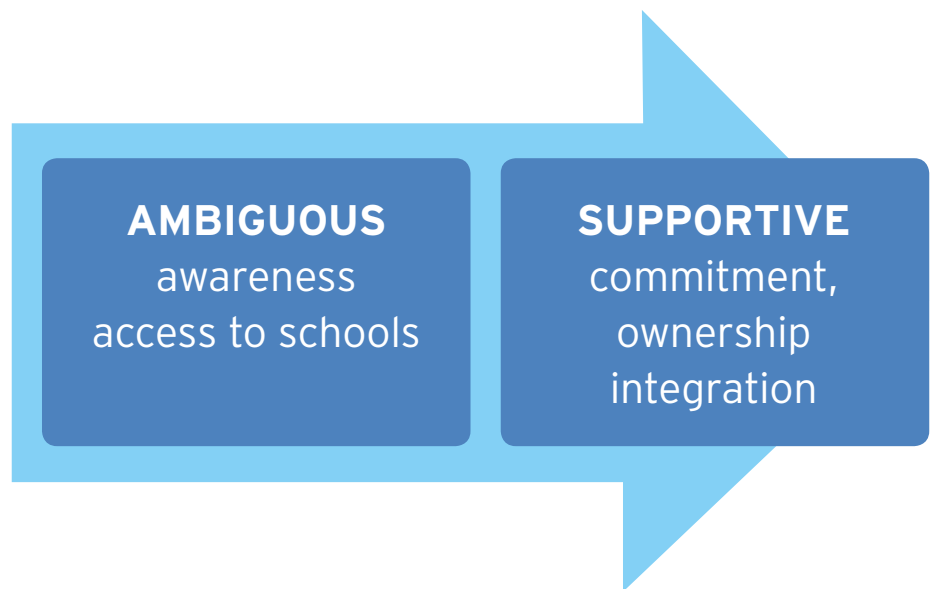 AMBIGUOUS
awareness
access to schools
SUPPORTIVE
commitment,
ownership
integration